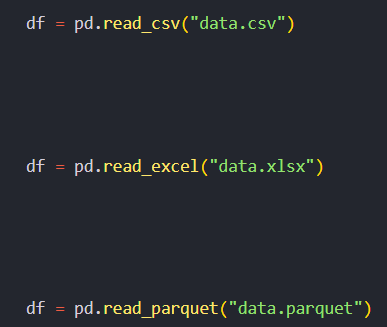 df = pd.read_csv("data.csv")
df = pd.read_excel("data.xlsx")
df = pd.read_parquet("data.parquet")